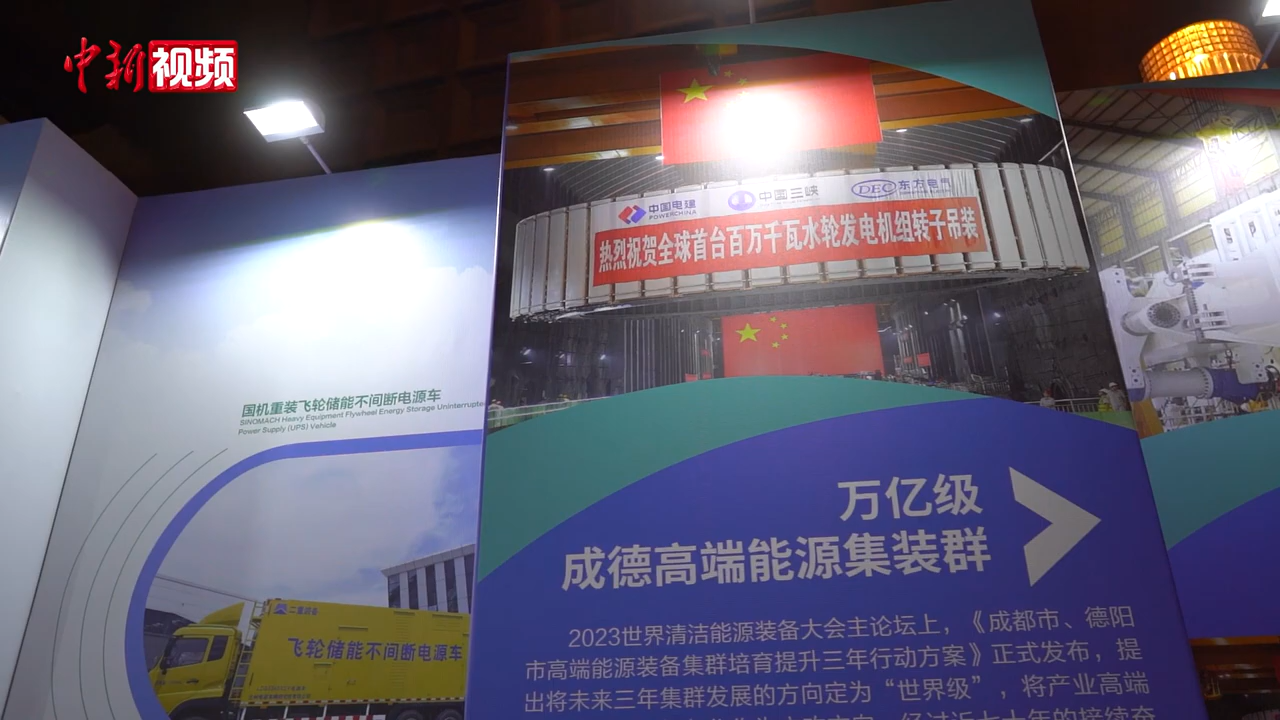 中新视频
中国电建
POWERCHINA
中国三峡
DEC 东方电气
热烈祝贺全球首台百万千瓦水轮发电机组转子吊装
国机重装飞轮储能不间断电源车
SINOMACH Heavy Equipment Flywheel Energy Storage Uninterrupte
Power Supply (UPS) Vehicle
二重装备
飞轮储能不间断电源车
万亿级
成德高端能源集装群
2023世界清洁能源装备大会主论坛上，《成都市、德阳
市高端能源装备集群培育提升三年行动方案》正式发布，提
出将未来三年集群发展的方向定为“世界级”，将产业高端